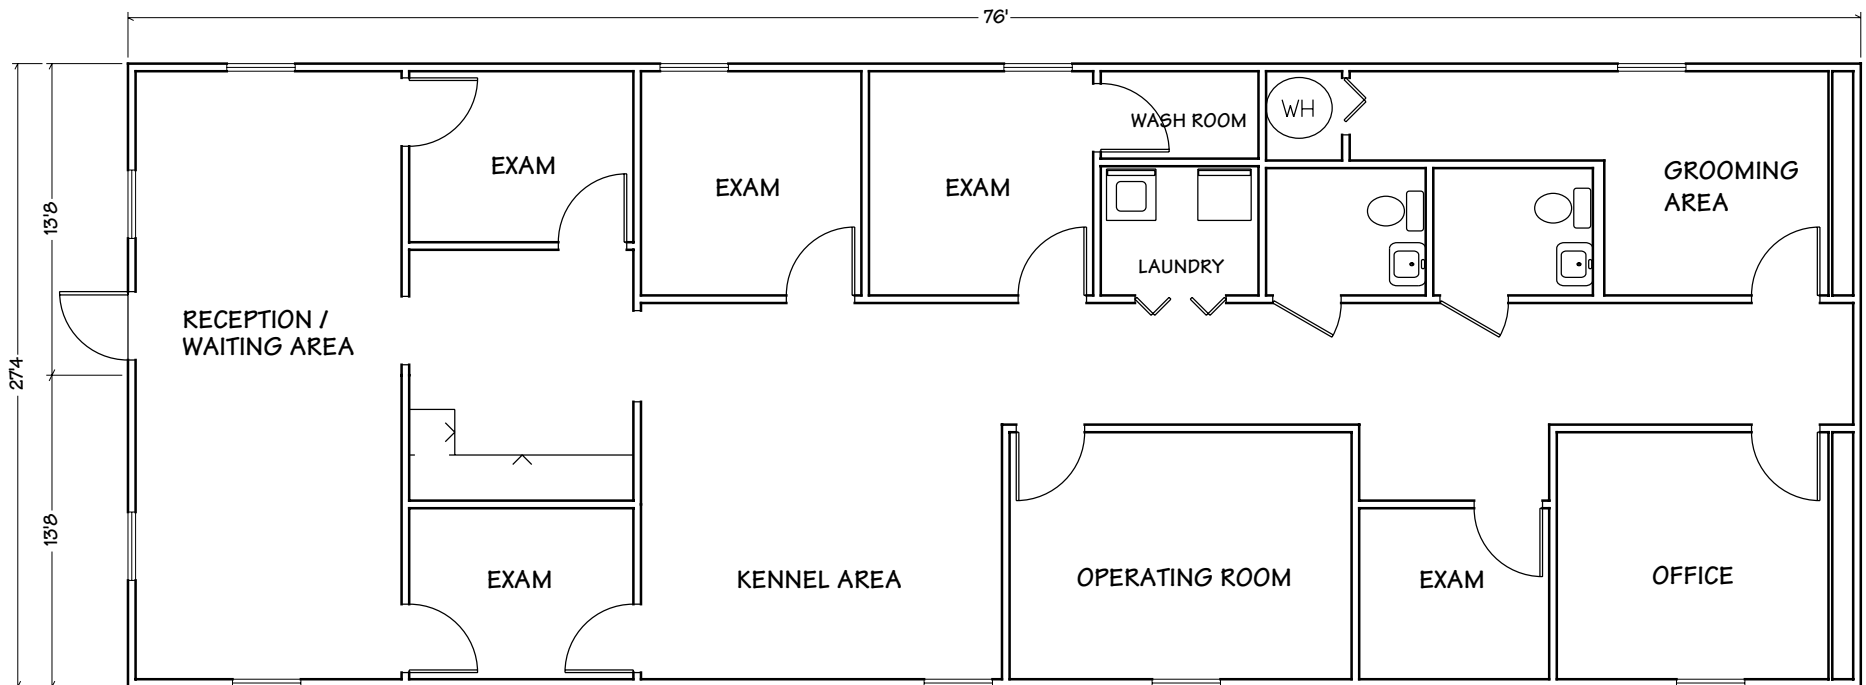 76'
WH
WASH ROOM
EXAM
GROOMING
AREA
EXAM
EXAM
13'8
LAUNDRY
RECEPTION /
WAITING AREA
27'4
13'8
EXAM
KENNEL AREA
OPERATING ROOM
EXAM
OFFICE